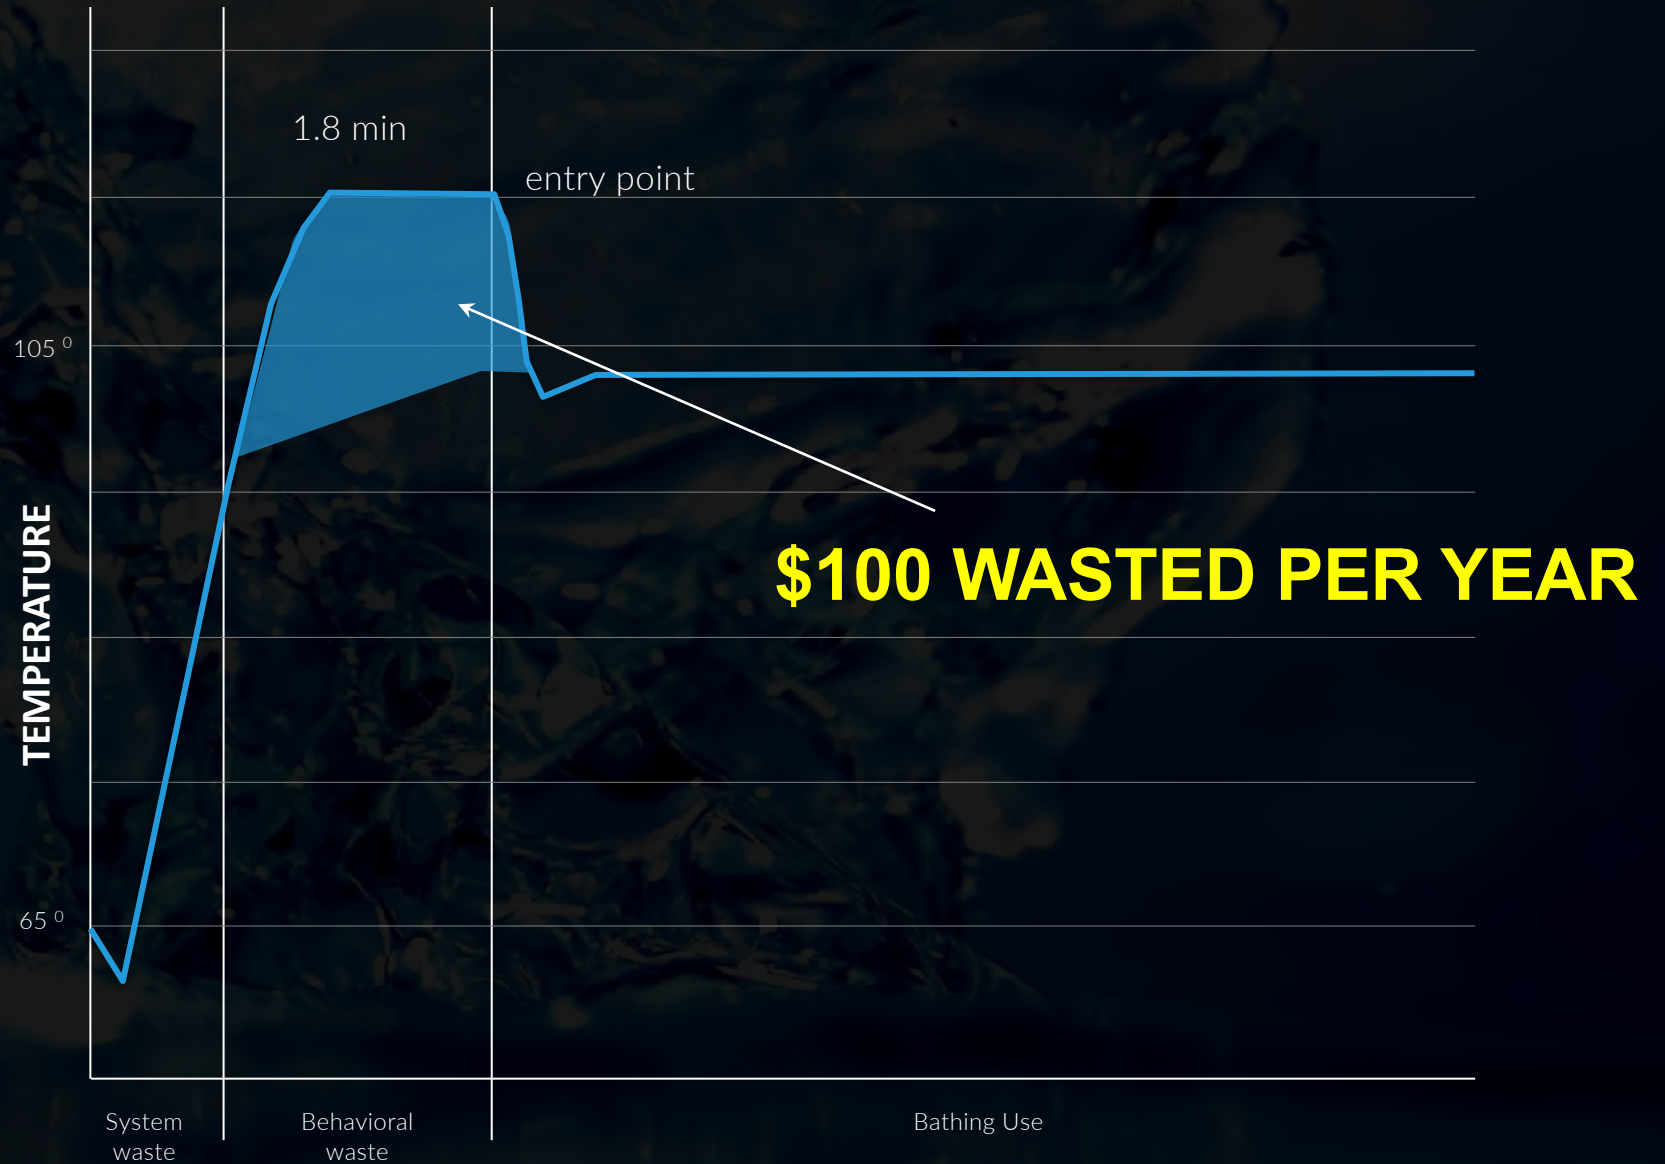 1.8 min
entry point
105 ⁰
$100 WASTED PER YEAR
TEMPERATURE
65 ⁰
System
waste
Behavioral
waste
Bathing Use